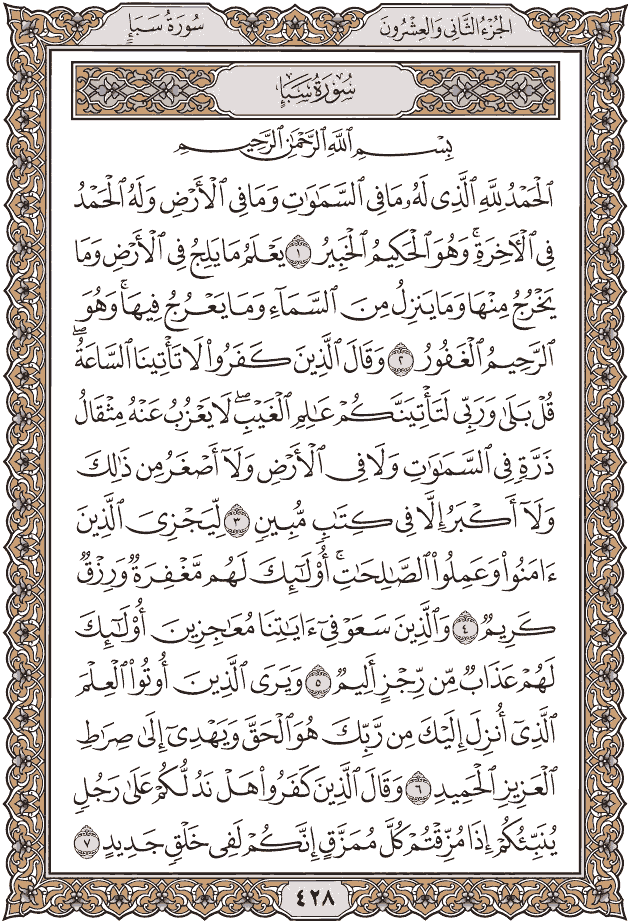 الجزء الثاني والعشرون
سورة سبإ
سُورَةُ سَبَإٍ
بِسْمِ ٱللَّهِ ٱلرَّحْمَٰنِ ٱلرَّحِيمِ
ٱلْحَمْدُ لِلَّهِ ٱلَّذِى لَهُۥ مَا فِى ٱلسَّمَٰوَٰتِ وَمَا فِى ٱلْأَرْضِ وَلَهُ ٱلْحَمْدُ
فِى ٱلْءَاخِرَةِۚ وَهُوَ ٱلْحَكِيمُ ٱلْخَبِيرُ ١ يَعْلَمُ مَا يَلِجُ فِى ٱلْأَرْضِ وَمَا
يَخْرُجُ مِنْهَا وَمَا يَنزِلُ مِنَ ٱلسَّمَآءِ وَمَا يَعْرُجُ فِيهَاۚ وَهُوَ
ٱلرَّحِيمُ ٱلْغَفُورُ ٢ وَقَالَ ٱلَّذِينَ كَفَرُوا۟ لَا تَأْتِينَا ٱلسَّاعَةُۖ
قُلْ بَلَىٰ وَرَبِّى لَتَأْتِيَنَّكُمْ عَٰلِمِ ٱلْغَيْبِۖ لَا يَعْزُبُ عَنْهُ مِثْقَالُ
ذَرَّةٍ فِى ٱلسَّمَٰوَٰتِ وَلَا فِى ٱلْأَرْضِ وَلَآ أَصْغَرُ مِن ذَٰلِكَ
وَلَآ أَكْبَرُ إِلَّا فِى كِتَٰبٍ مُّبِينٍ ٣ لِّيَجْزِىَ ٱلَّذِينَ
ءَامَنُوا۟ وَعَمِلُوا۟ ٱلصَّٰلِحَٰتِۚ أُو۟لَٰٓئِكَ لَهُم مَّغْفِرَةٌ وَرِزْقٌ
كَرِيمٌ ٤ وَٱلَّذِينَ سَعَوْ فِىٓ ءَايَٰتِنَا مُعَٰجِزِينَ أُو۟لَٰٓئِكَ
لَهُمْ عَذَابٌ مِّن رِّجْزٍ أَلِيمٌ ٥ وَيَرَى ٱلَّذِينَ أُوتُوا۟ ٱلْعِلْمَ
ٱلَّذِىٓ أُنزِلَ إِلَيْكَ مِن رَّبِّكَ هُوَ ٱلْحَقَّ وَيَهْدِىٓ إِلَىٰ صِرَٰطِ
ٱلْعَزِيزِ ٱلْحَمِيدِ ٦ وَقَالَ ٱلَّذِينَ كَفَرُوا۟ هَلْ نَدُلُّكُمْ عَلَىٰ رَجُلٍ
يُنَبِّئُكُمْ إِذَا مُزِّقْتُمْ كُلَّ مُمَزَّقٍ إِنَّكُمْ لَفِى خَلْقٍ جَدِيدٍ ٧
٤٢٨